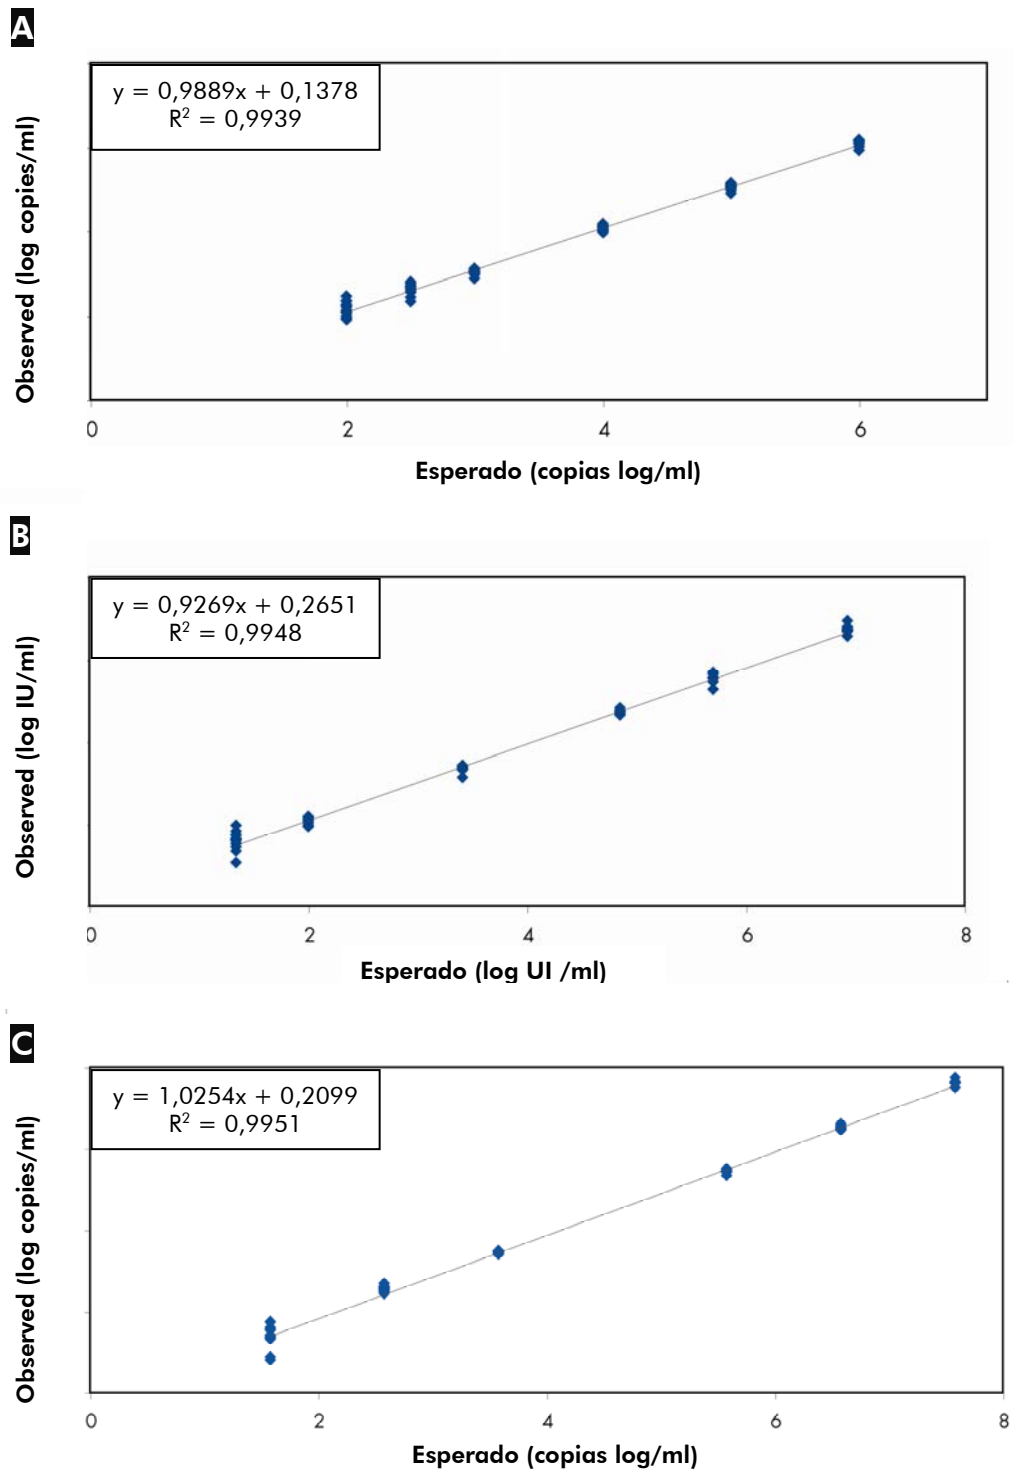 A
y = 0,9889x + 0,1378
R² = 0,9939
Observed (log copies/ml)
0 2 4 6
Esperado (copias log/ml)
B
y = 0,9269x + 0,2651
R² = 0,9948
Observed (log IU/ml)
0 2 4 6 8
Esperado (log UI /ml)
C
y = 1,0254x + 0,2099
R² = 0,9951
Observed (log copies/ml)
0 2 4 6 8
Esperado (copias log/ml)